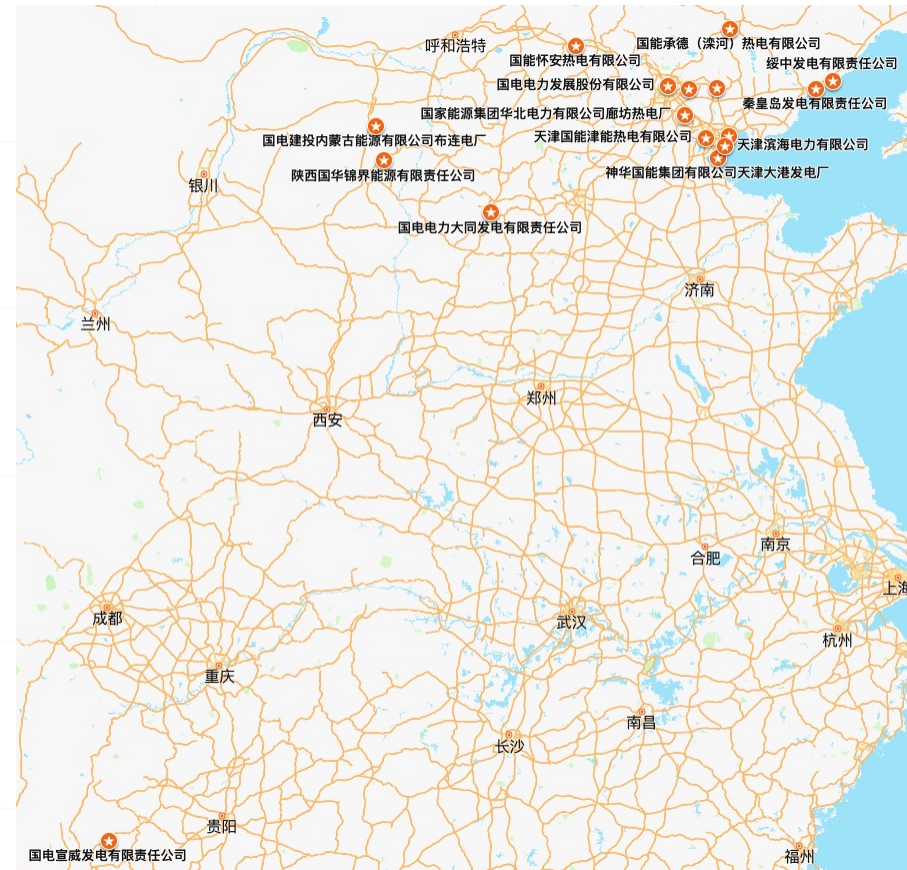 呼和浩特
国能承德（滦河）热电有限公司
国能怀安热电有限公司
绥中发电有限责任公司
国电电力发展股份有限公司
秦皇岛发电有限责任公司
国家能源集团华北电力有限公司廊坊热电厂
国电建投内蒙古能源有限公司布连电厂
天津国能津能热电有限公司
天津滨海电力有限公司
陕西国华锦界能源有限责任公司
神华国能集团有限公司天津大港发电厂
银川
国电电力大同发电有限责任公司
济南
兰州
郑州
西安
南京
合肥
上海
成都
武汉
杭州
重庆
南昌
长沙
贵阳
国电宣威发电有限责任公司
福州